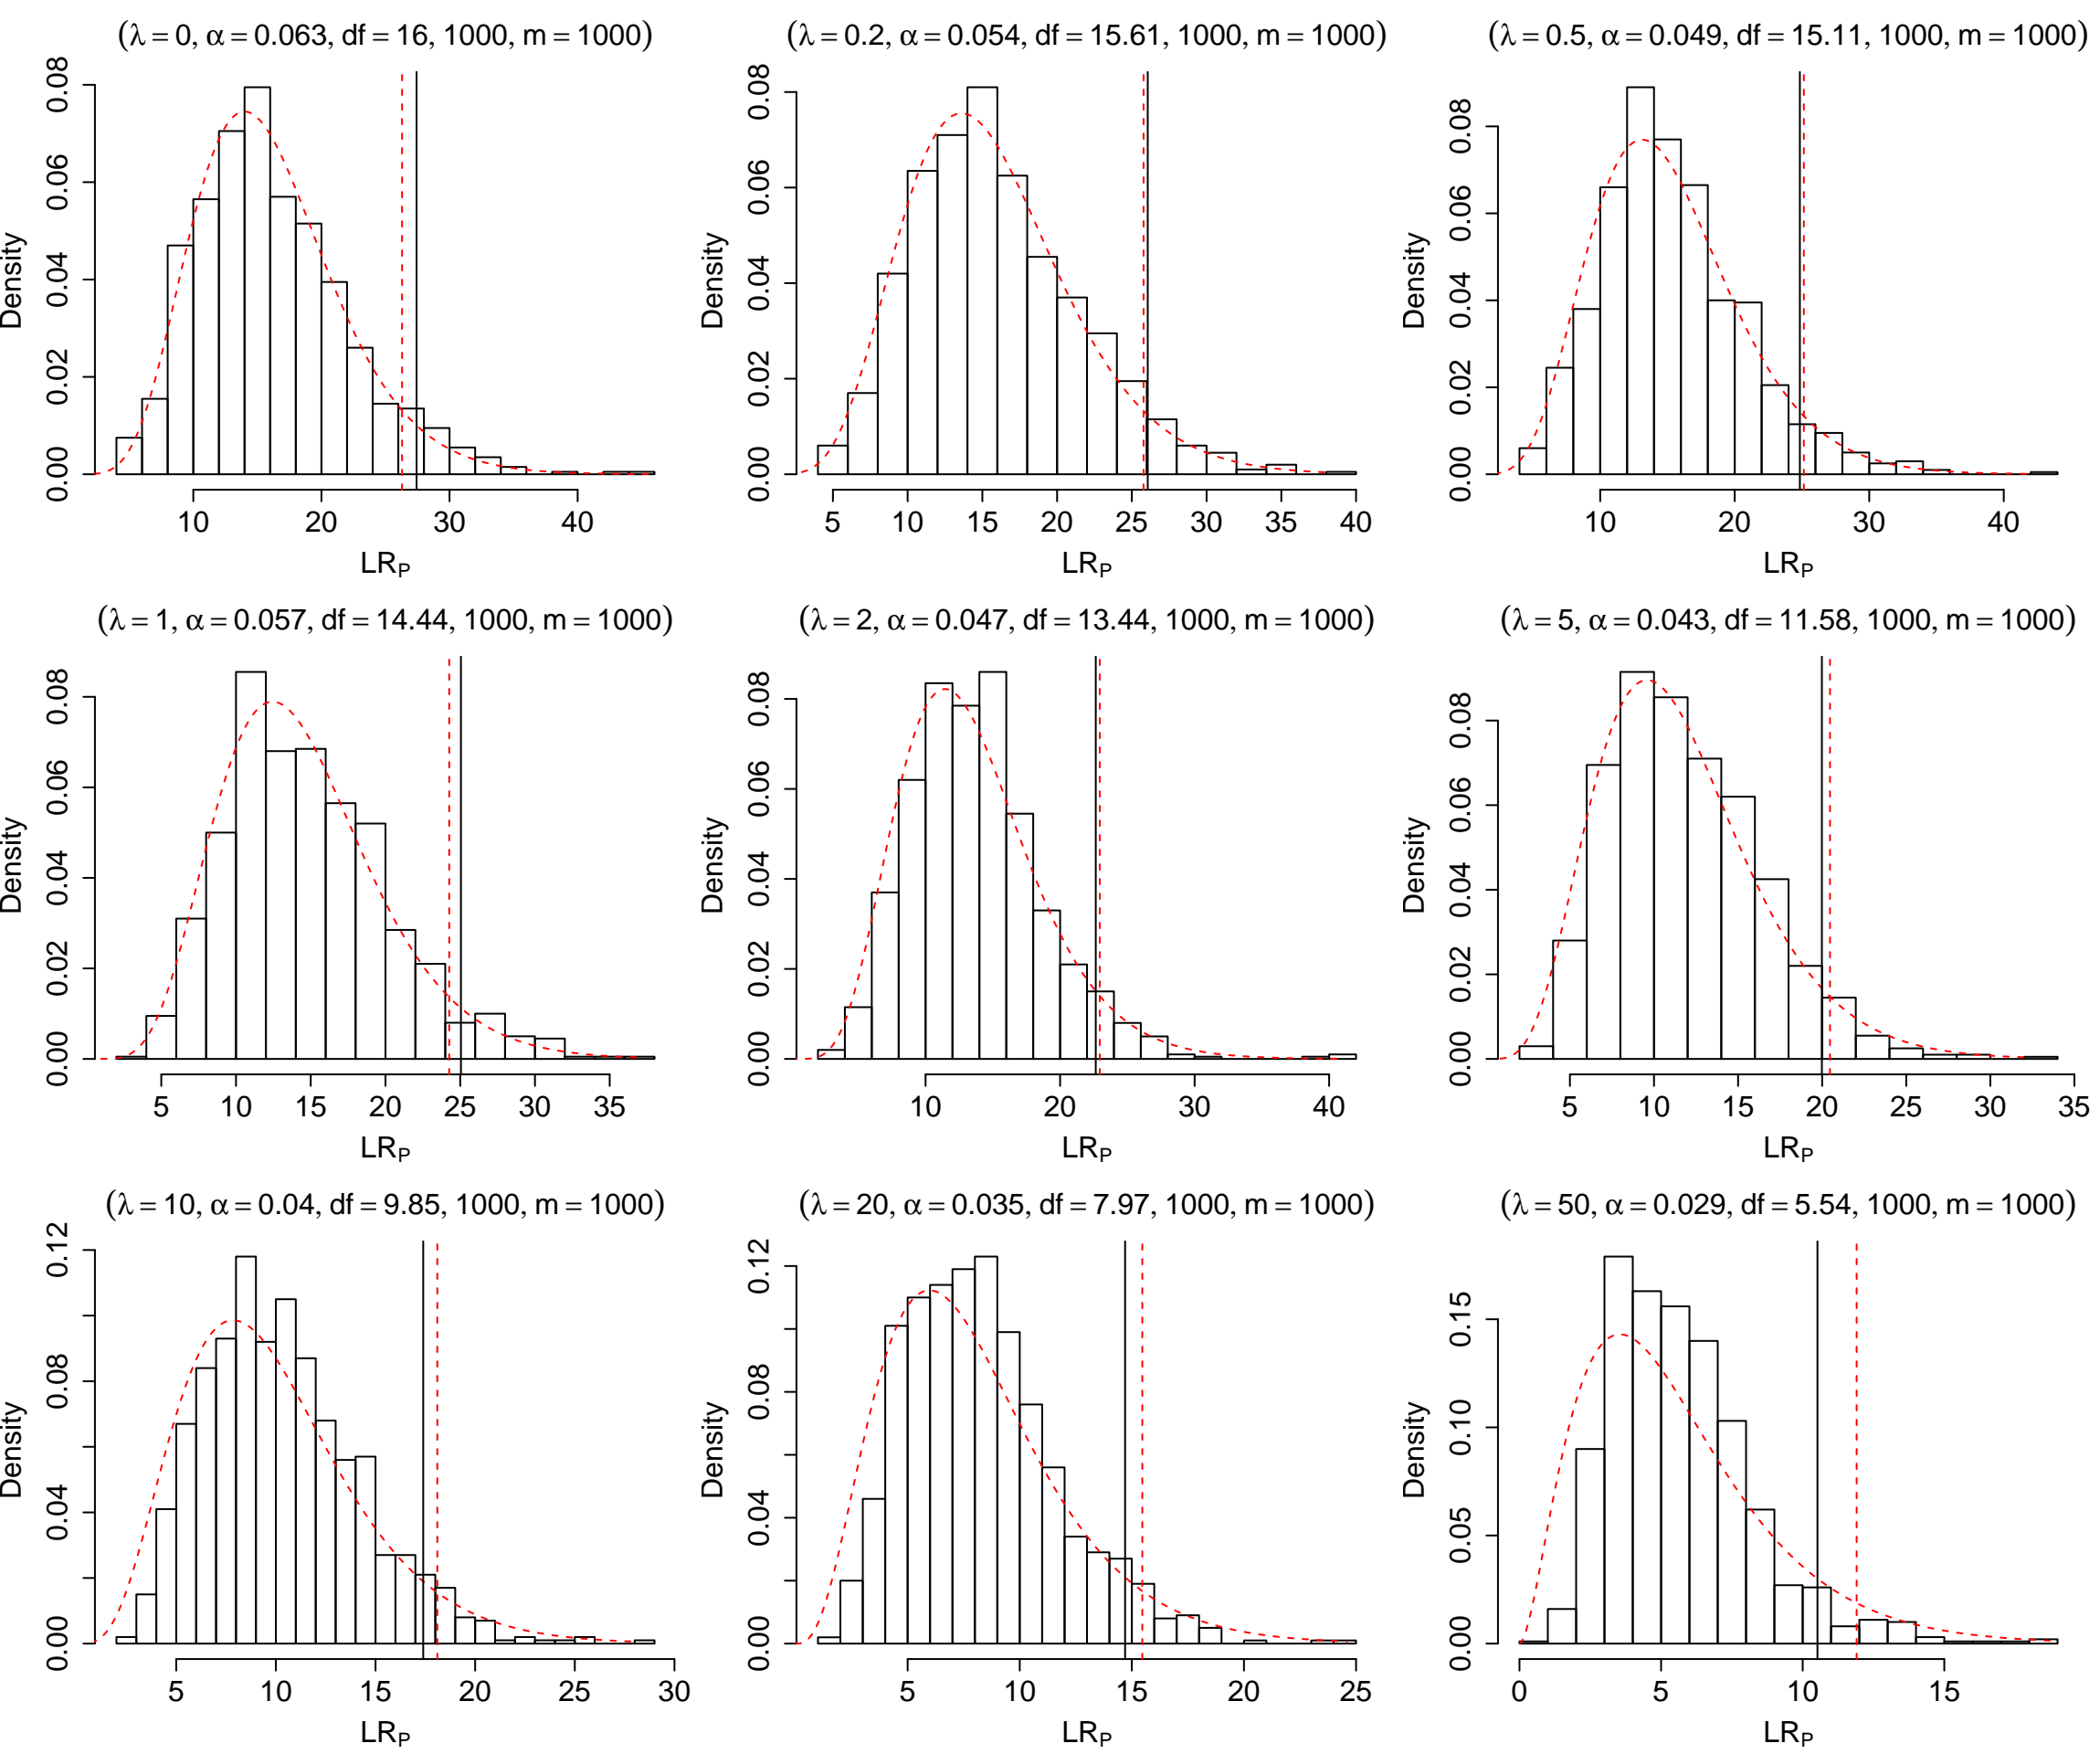 (λ = 0, α = 0.063, df = 16, 1000, m = 1000)
Density
0.00 0.02 0.04 0.06 0.08
10 20 30 40
LR_P
(λ = 0.2, α = 0.054, df = 15.61, 1000, m = 1000)
Density
0.00 0.02 0.04 0.06 0.08
5 10 15 20 25 30 35 40
LR_P
(λ = 0.5, α = 0.049, df = 15.11, 1000, m = 1000)
Density
0.00 0.02 0.04 0.06 0.08
10 20 30 40
LR_P
(λ = 1, α = 0.057, df = 14.44, 1000, m = 1000)
Density
0.00 0.02 0.04 0.06 0.08
5 10 15 20 25 30 35
LR_P
(λ = 2, α = 0.047, df = 13.44, 1000, m = 1000)
Density
0.00 0.02 0.04 0.06 0.08
10 20 30 40
LR_P
(λ = 5, α = 0.043, df = 11.58, 1000, m = 1000)
Density
0.00 0.02 0.04 0.06 0.08
5 10 15 20 25 30 35
LR_P
(λ = 10, α = 0.04, df = 9.85, 1000, m = 1000)
Density
0.00 0.04 0.08 0.12
5 10 15 20 25 30
LR_P
(λ = 20, α = 0.035, df = 7.97, 1000, m = 1000)
Density
0.00 0.04 0.08 0.12
5 10 15 20 25
LR_P
(λ = 50, α = 0.029, df = 5.54, 1000, m = 1000)
Density
0.00 0.05 0.10 0.15
0 5 10 15
LR_P